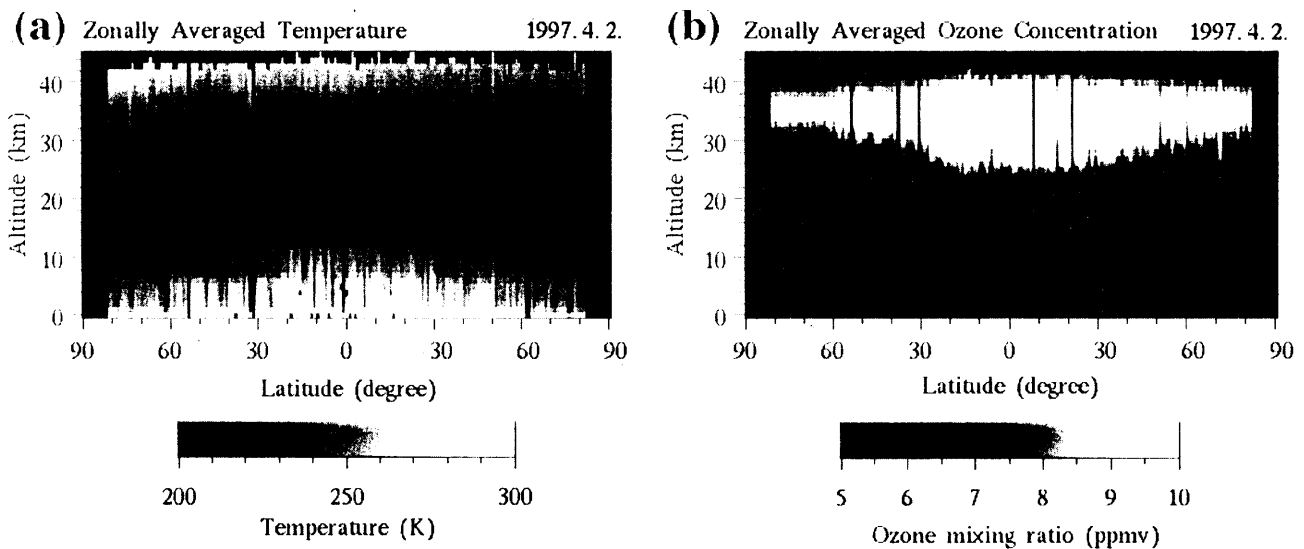 (a) Zonally Averaged Temperature 1997. 4. 2.
Altitude (km)
40
30
20
10
0
90 60 30 0 30 60 90
Latitude (degree)
200 250 300
Temperature (K)
(b) Zonally Averaged Ozone Concentration 1997. 4. 2.
Altitude (km)
40
30
20
10
0
90 60 30 0 30 60 90
Latitude (degree)
5 6 7 8 9 10
Ozone mixing ratio (ppmv)